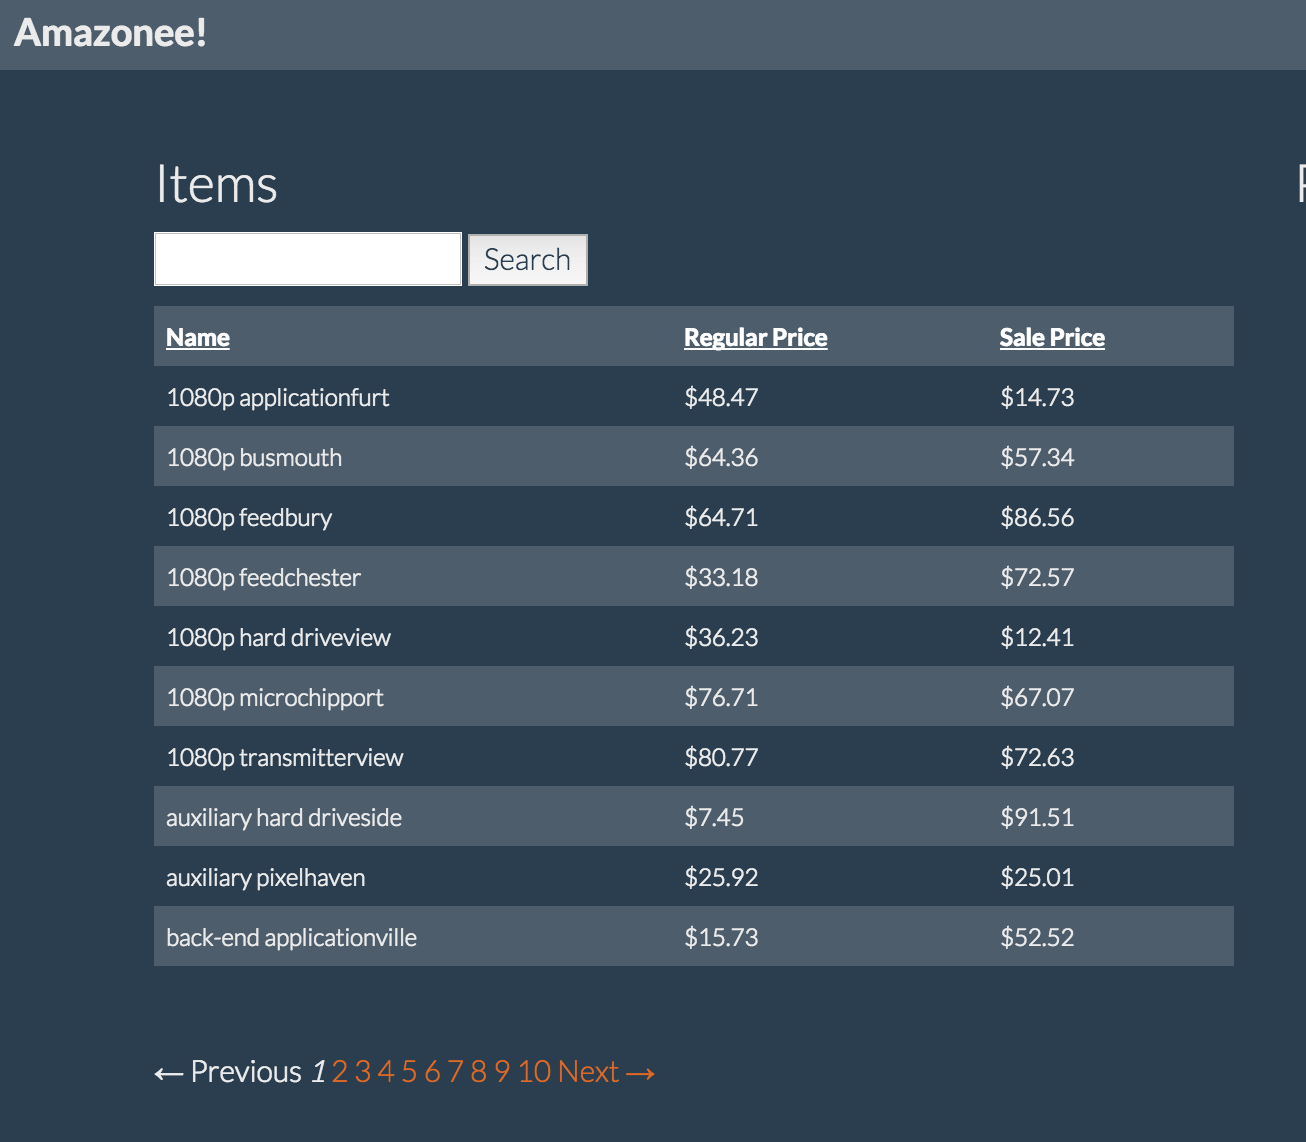 Amazonee!
Items
Search
Name Regular Price Sale Price
1080p applicationfurt $48.47 $14.73
1080p busmouth $64.36 $57.34
1080p feedbury $64.71 $86.56
1080p feedchester $33.18 $72.57
1080p hard driveview $36.23 $12.41
1080p microchipport $76.71 $67.07
1080p transmitterview $80.77 $72.63
auxiliary hard driveside $7.45 $91.51
auxiliary pixelhaven $25.92 $25.01
back-end applicationville $15.73 $52.52
← Previous 1 2 3 4 5 6 7 8 9 10 Next →